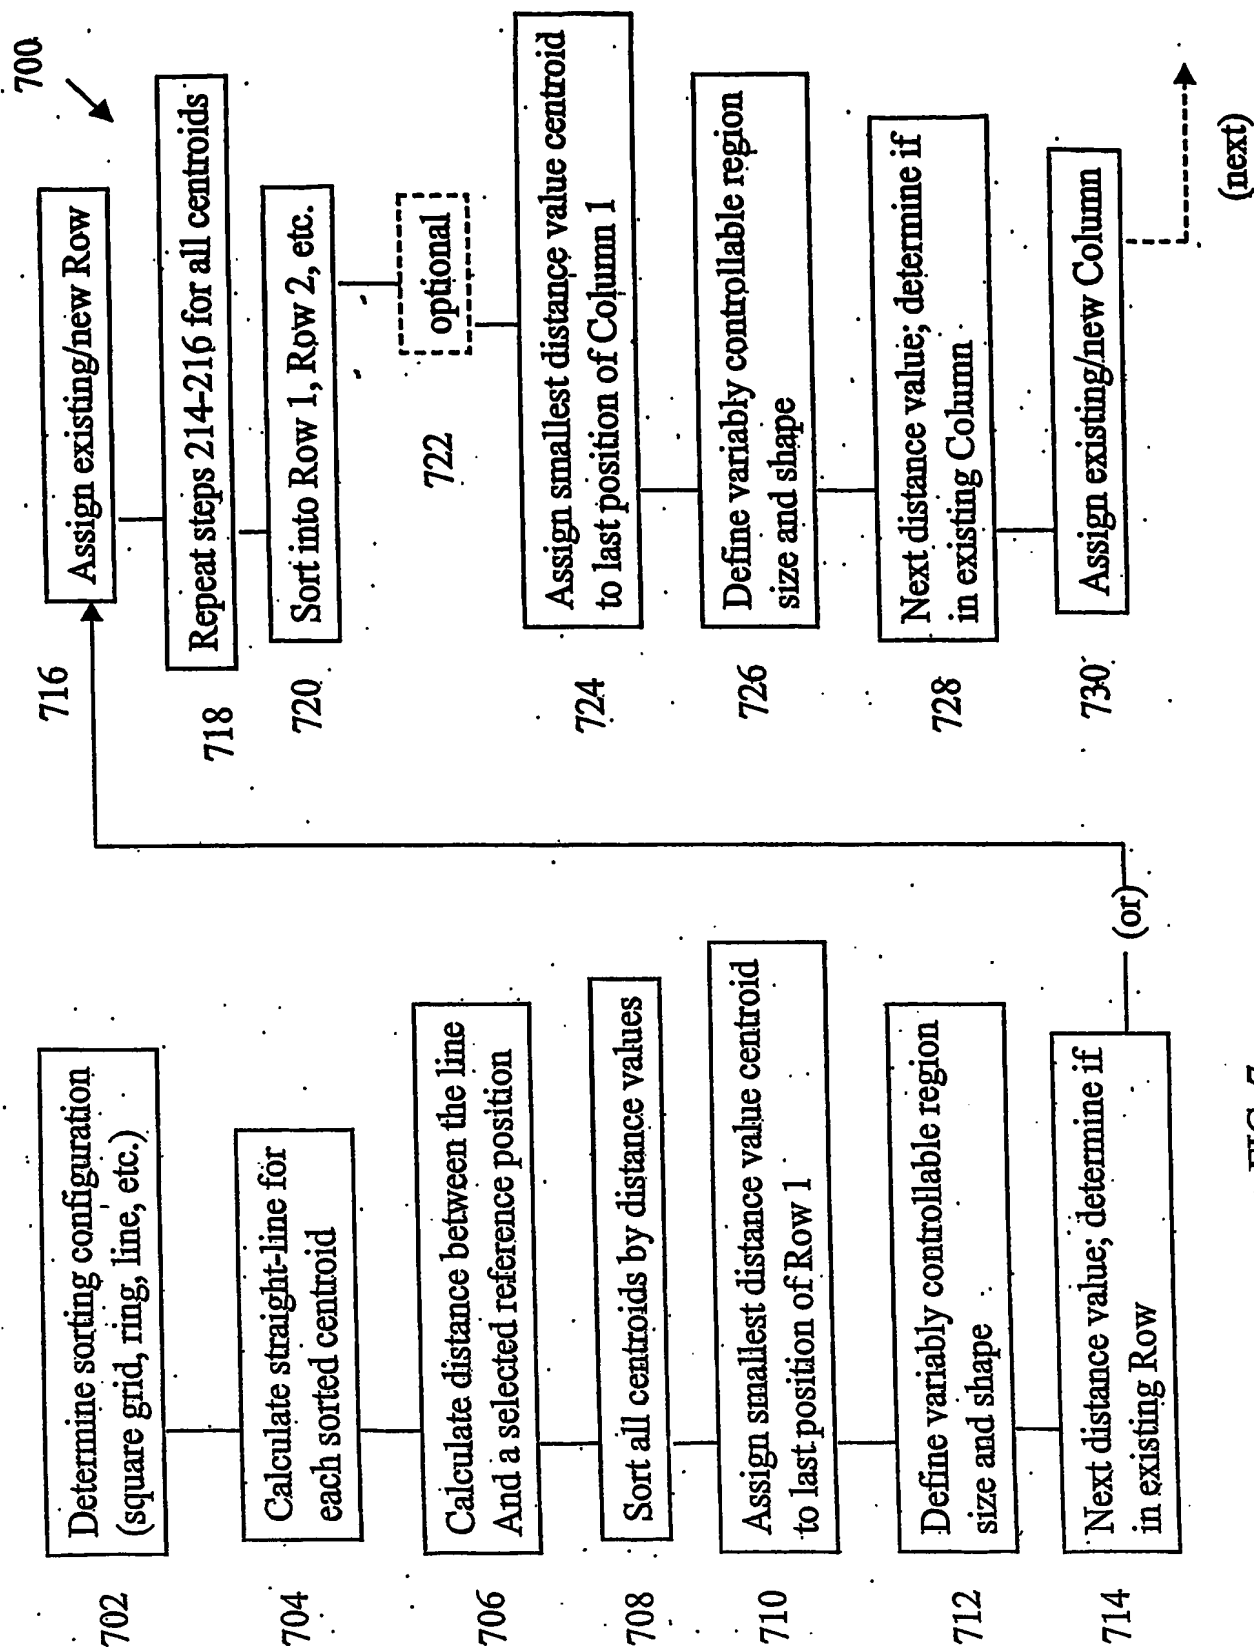 700
702
Determine sorting configuration
(square grid, ring, line, etc.)
704
Calculate straight-line for
each sorted centroid
706
Calculate distance between the line
And a selected reference position
708
Sort all centroids by distance values
710
Assign smallest distance value centroid
to last position of Row 1
712
Define variably controllable region
size and shape
714
Next distance value; determine if
in existing Row
(or)
716
Assign existing/new Row
718
Repeat steps 214-216 for all centroids
720
Sort into Row 1, Row 2, etc.
722
optional
724
Assign smallest distance value centroid
to last position of Column 1
726
Define variably controllable region
size and shape
728
Next distance value; determine if
in existing Column
730
Assign existing/new Column
(next)